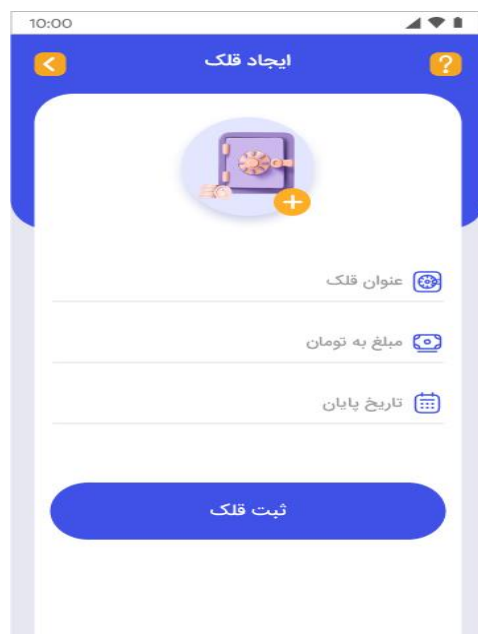 10:00
ایجاد قلک
?
عنوان قلک
مبلغ به تومان
تاریخ پایان
ثبت قلک